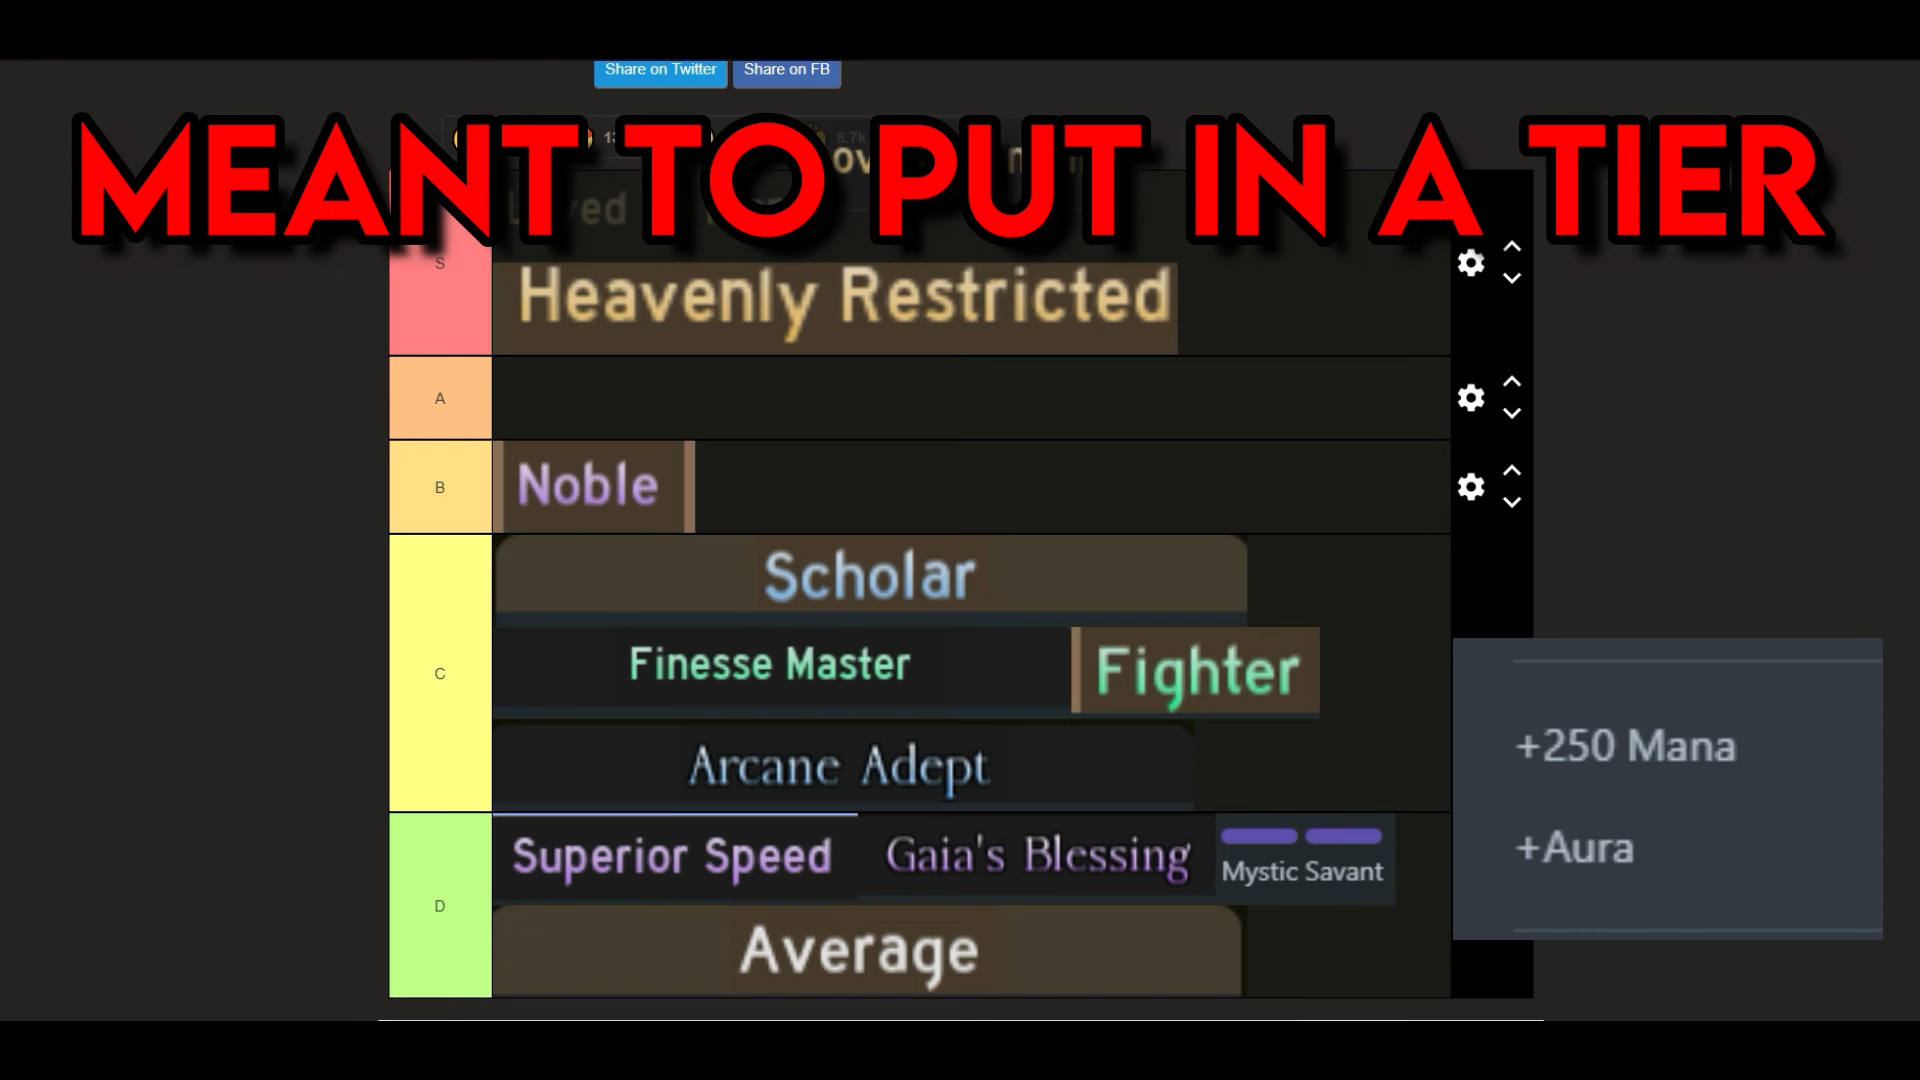 Share on Twitter Share on FB
MEANT TO PUT IN A TIER
S
Heavenly Restricted
A
B
Noble
C
Scholar
Finesse Master
Fighter
Arcane Adept
D
Superior Speed
Gaia's Blessing
Mystic Savant
Average
+250 Mana
+Aura